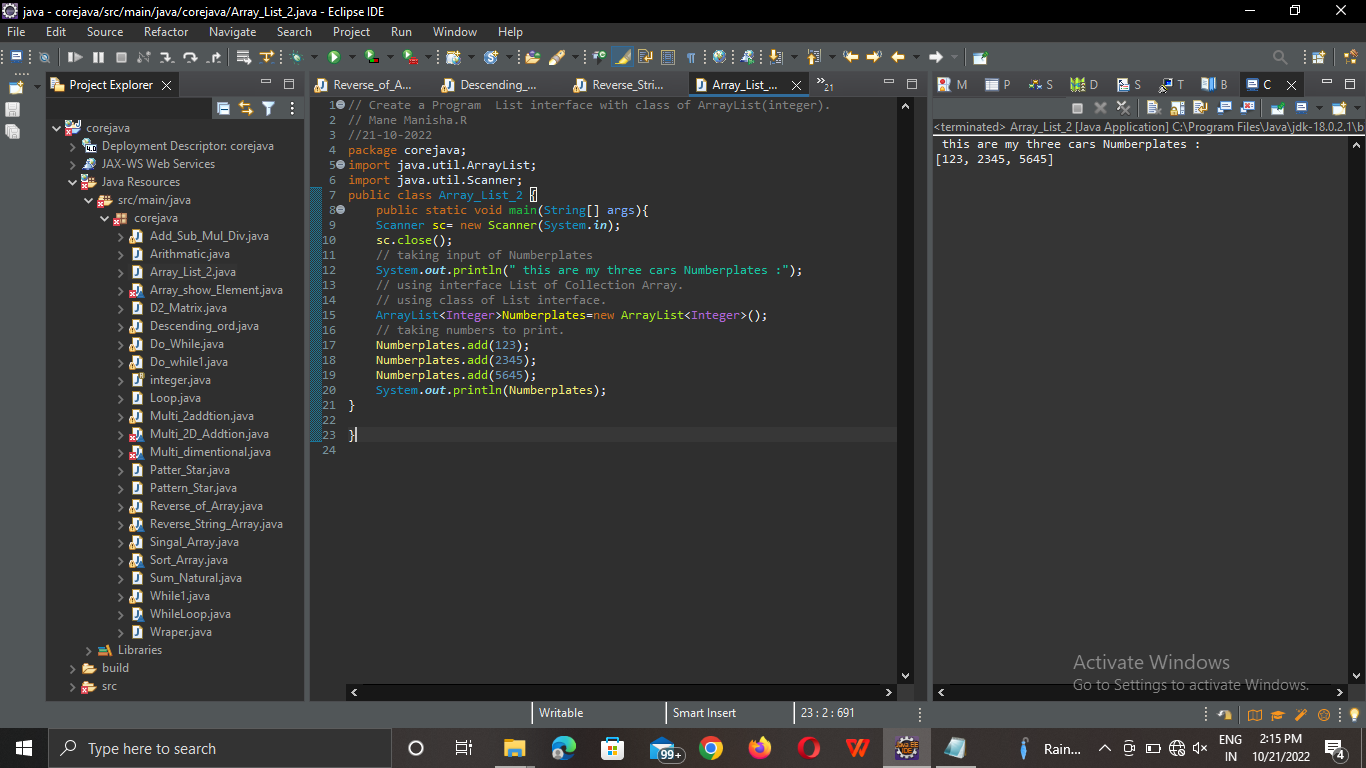 java - corejava/src/main/java/corejava/Array_List_2.java - Eclipse IDE
File Edit Source Refactor Navigate Search Project Run Window Help
Project Explorer
corejava
Deployment Descriptor: corejava
JAX-WS Web Services
Java Resources
src/main/java
corejava
Add_Sub_Mul_Div.java
Arithmatic.java
Array_List_2.java
Array_show_Element.java
D2_Matrix.java
Descending_ord.java
Do_While.java
Do_while1.java
integer.java
Loop.java
Multi_2addtion.java
Multi_2D_Addtion.java
Multi_dimentional.java
Patter_Star.java
Pattern_Star.java
Reverse_of_Array.java
Reverse_String_Array.java
Singal_Array.java
Sort_Array.java
Sum_Natural.java
While1.java
WhileLoop.java
Wraper.java
Libraries
build
src
Reverse_of_A... Descending_... Reverse_Stri... Array_List_... »21
1 // Create a Program  List interface with class of ArrayList(integer).
2 // Mane Manisha.R
3 //21-10-2022
4 package corejava;
5 import java.util.ArrayList;
6 import java.util.Scanner;
7 public class Array_List_2 {
8     public static void main(String[] args){
9     Scanner sc= new Scanner(System.in);
10     sc.close();
11     // taking input of Numberplates
12     System.out.println(" this are my three cars Numberplates :");
13     // using interface List of Collection Array.
14     // using class of List interface.
15     ArrayList<Integer>Numberplates=new ArrayList<Integer>();
16     // taking numbers to print.
17     Numberplates.add(123);
18     Numberplates.add(2345);
19     Numberplates.add(5645);
20     System.out.println(Numberplates);
21 }
22
23 }
24
M P S D S T B C
<terminated> Array_List_2 [Java Application] C:\Program Files\Java\jdk-18.0.2.1\b
this are my three cars Numberplates :
[123, 2345, 5645]
Activate Windows
Go to Settings to activate Windows.
Writable Smart Insert 23 : 2 : 691
Type here to search
99+
JAVA EE
IDE
Rain...
ENG
IN
2:15 PM
10/21/2022
4